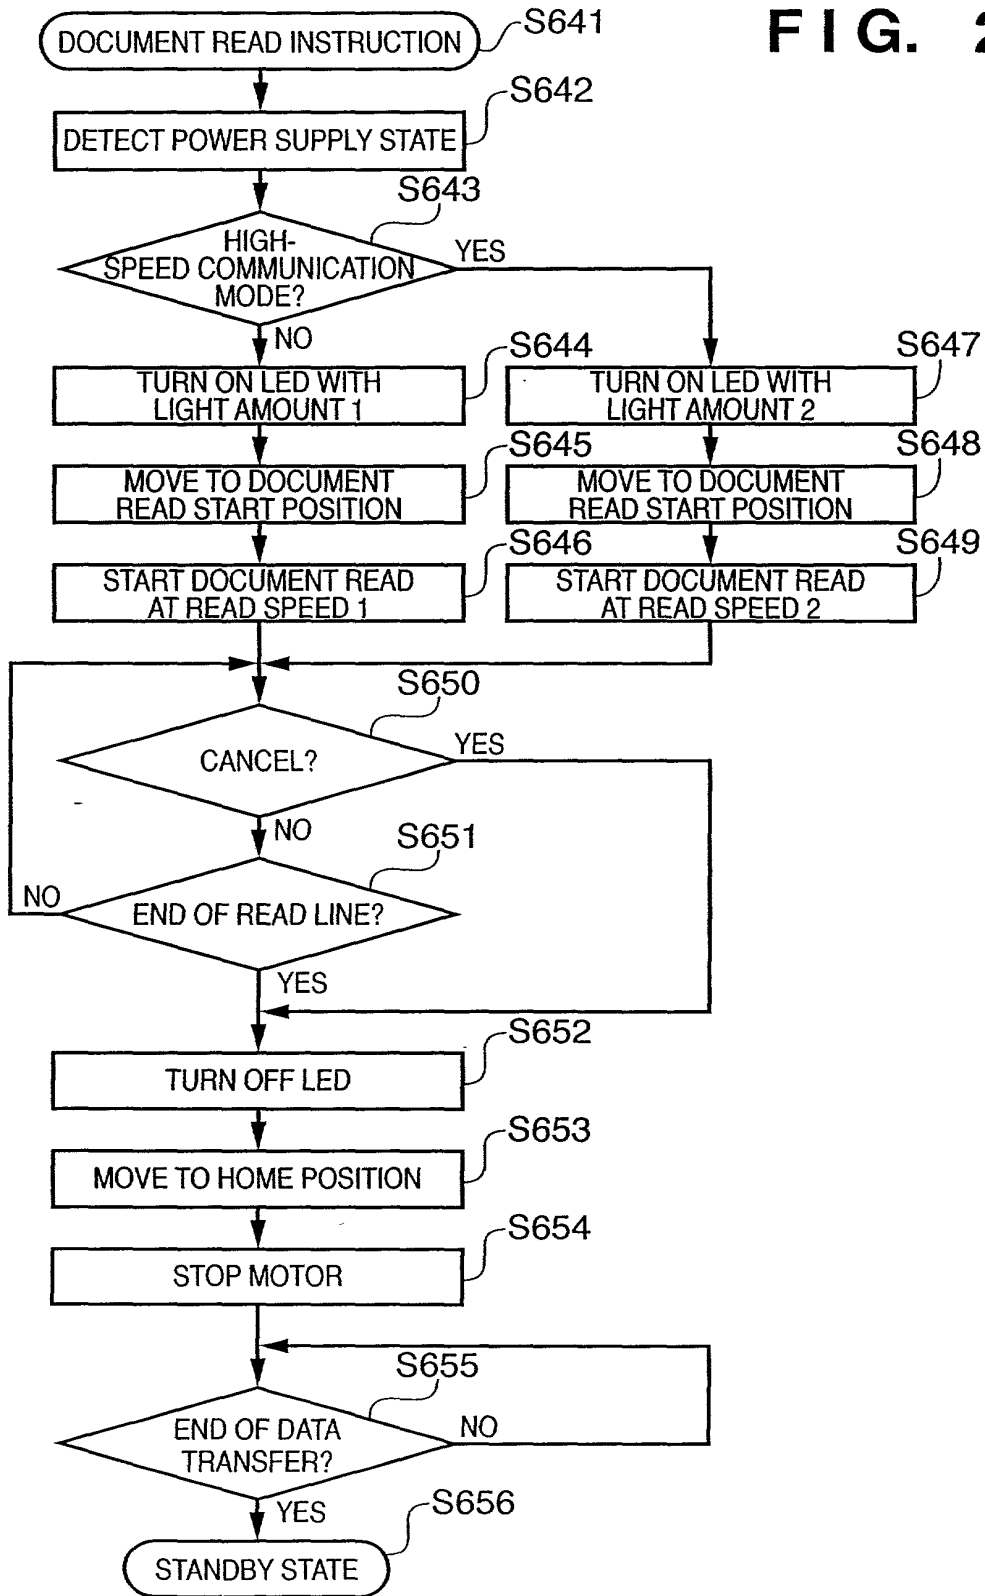 FIG. 2
DOCUMENT READ INSTRUCTION
S641
S642
DETECT POWER SUPPLY STATE
S643
HIGH-
SPEED COMMUNICATION
MODE?
YES
NO
S644
TURN ON LED WITH
LIGHT AMOUNT 1
S647
TURN ON LED WITH
LIGHT AMOUNT 2
S645
MOVE TO DOCUMENT
READ START POSITION
S648
MOVE TO DOCUMENT
READ START POSITION
S646
START DOCUMENT READ
AT READ SPEED 1
S649
START DOCUMENT READ
AT READ SPEED 2
S650
CANCEL?
YES
NO
S651
NO
END OF READ LINE?
YES
S652
TURN OFF LED
S653
MOVE TO HOME POSITION
S654
STOP MOTOR
S655
END OF DATA
TRANSFER?
NO
YES
S656
STANDBY STATE